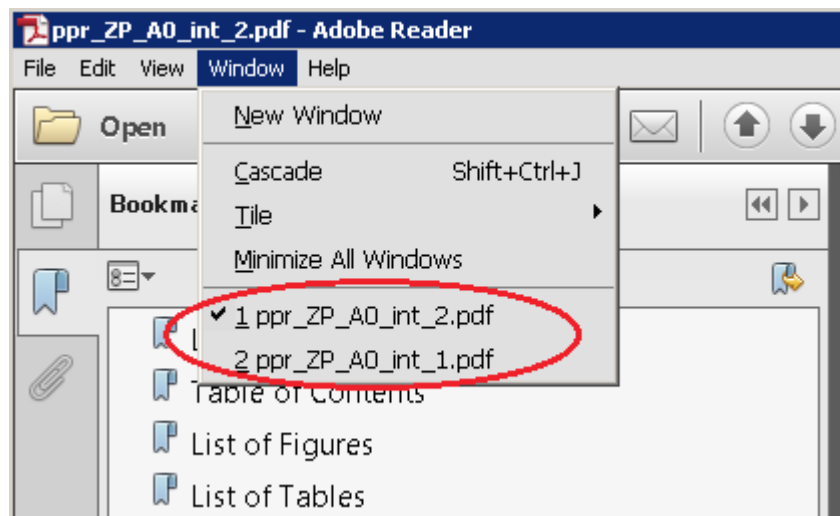 ppr_ZP_A0_int_2.pdf - Adobe Reader
File Edit View Window Help
Open
New Window
Cascade Shift+Ctrl+J
Tile
Minimize All Windows
1 ppr_ZP_A0_int_2.pdf
2 ppr_ZP_A0_int_1.pdf
Table of Contents
List of Figures
List of Tables